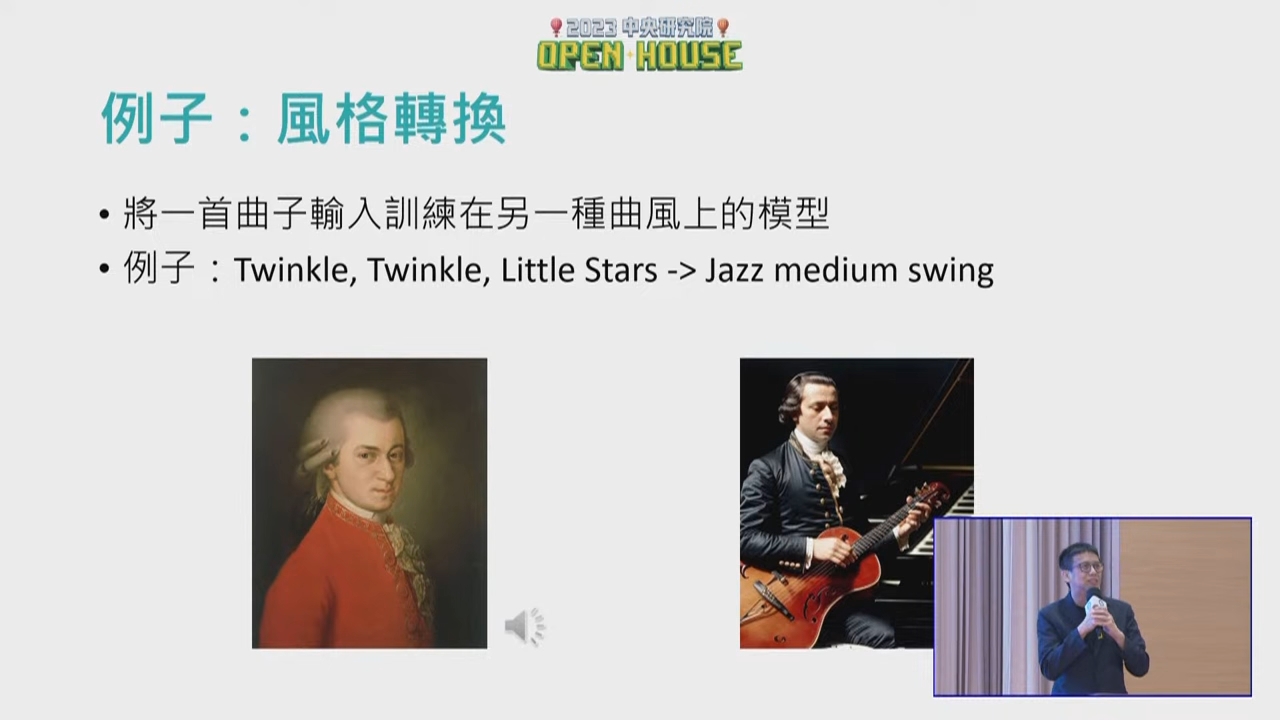 2023 中央研究院
OPEN HOUSE
例子：風格轉換
• 將一首曲子輸入訓練在另一種曲風上的模型
• 例子：Twinkle, Twinkle, Little Stars -> Jazz medium swing